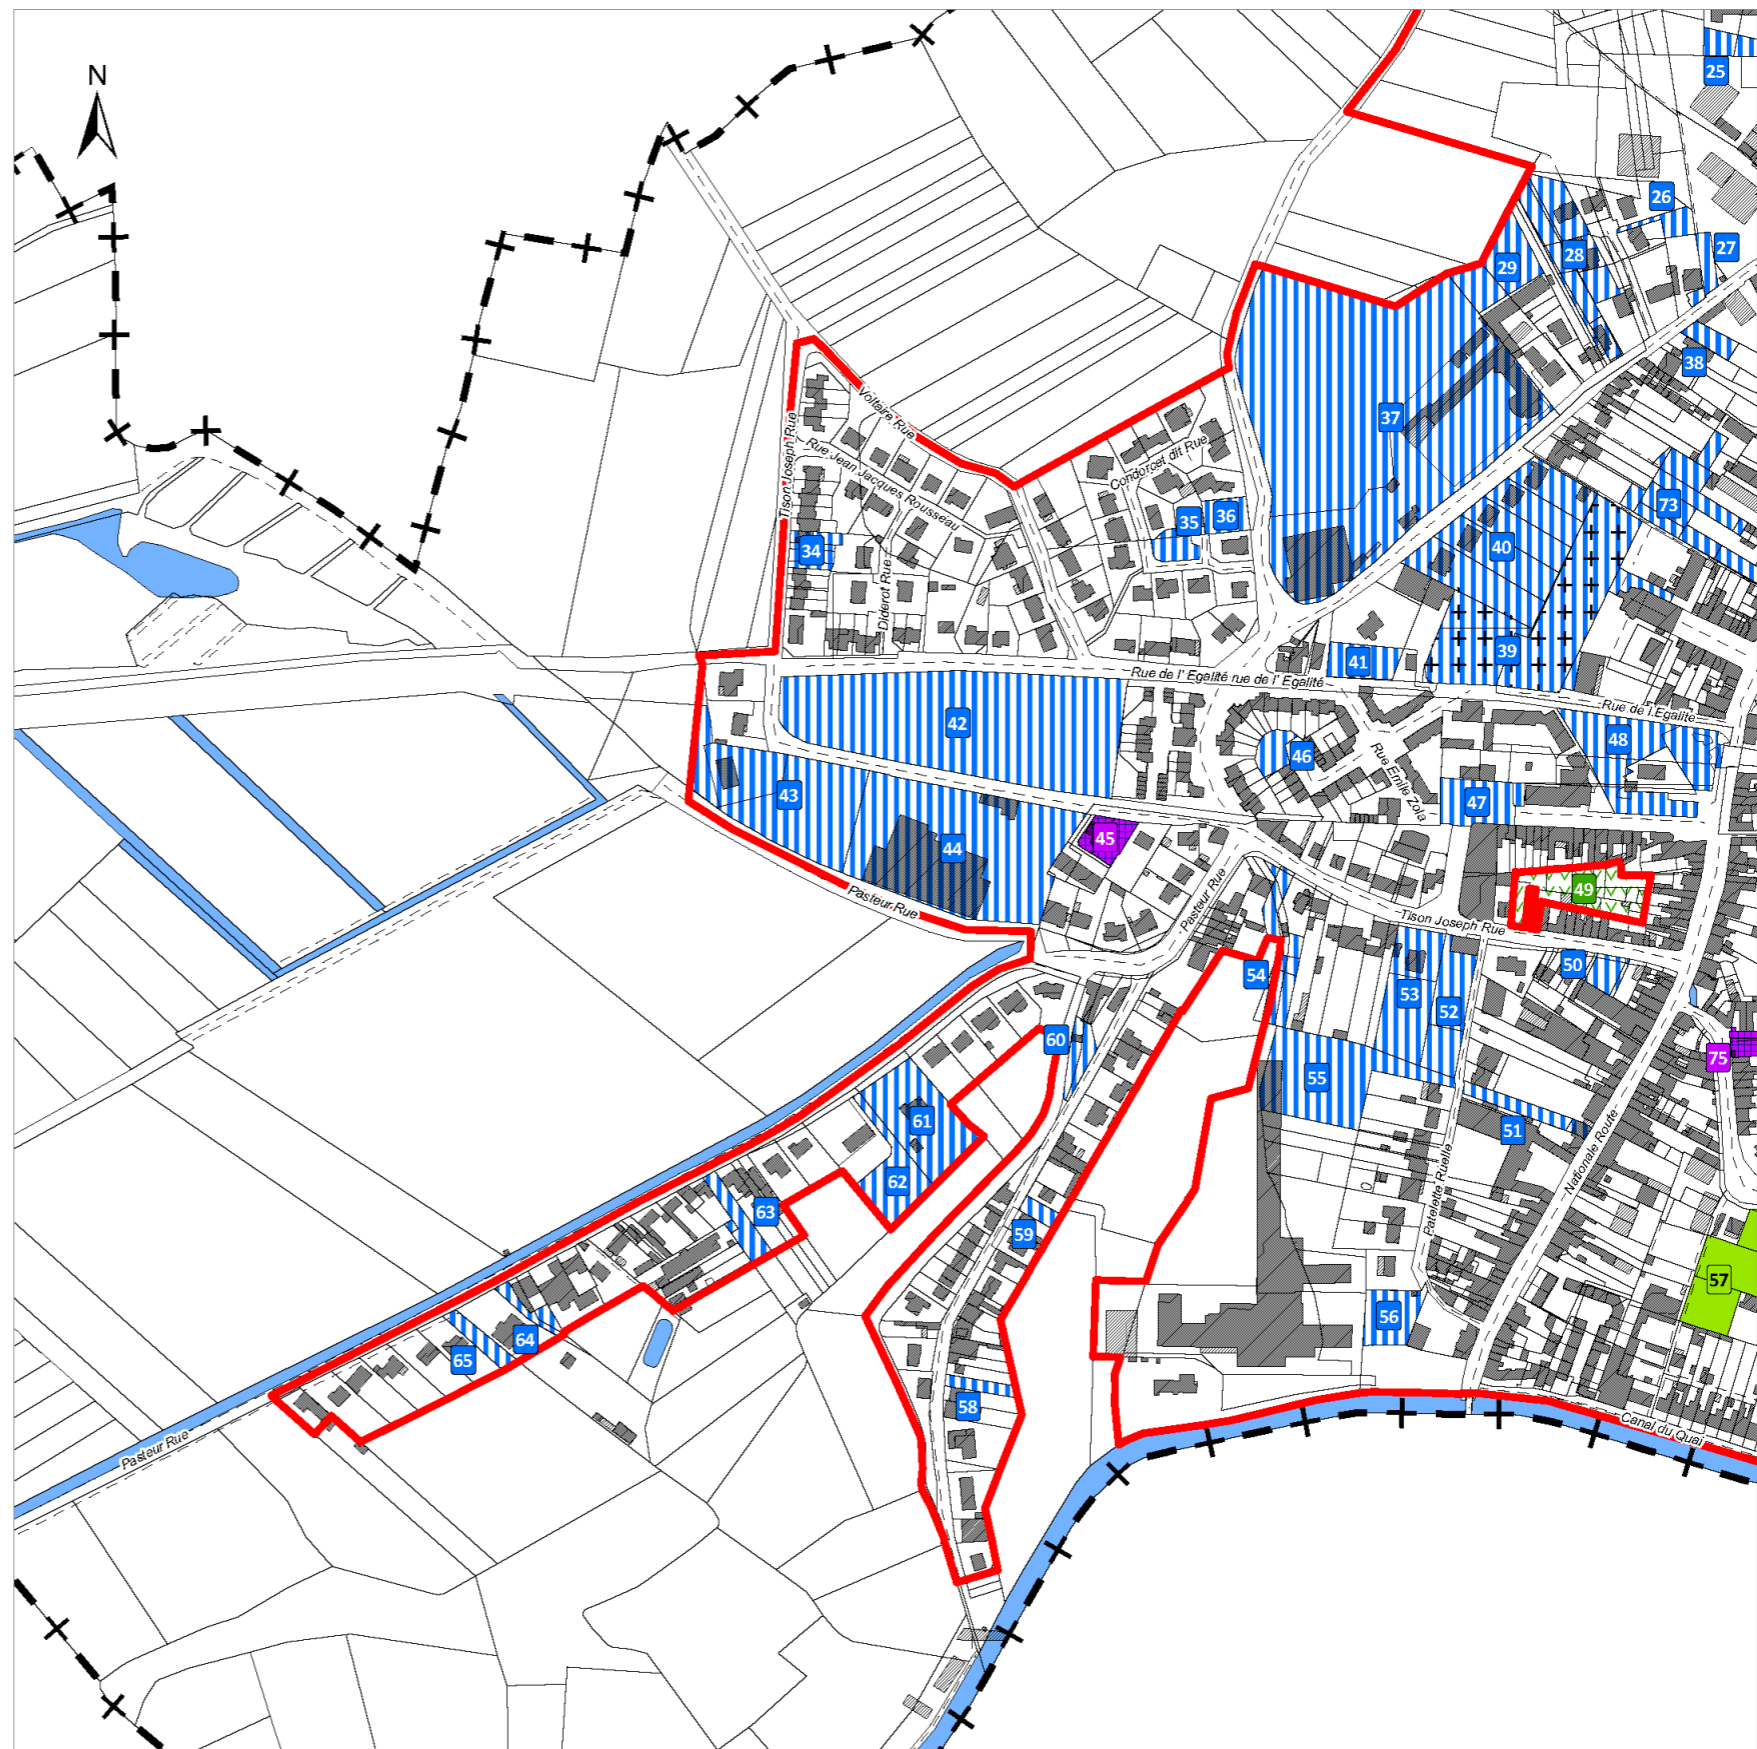 N
25
26
27
28
29
38
37
Voltaire Rue
Tison Joseph Rue
Rue Jean Jacques Rousseau
Condorcet dit Rue
35
36
73
34
40
Diderot Rue
39
41
Rue de l' Egalité rue de l' Egalité
Rue de l'Egalité
42
48
46
Rue Emile Zola
43
47
45
44
49
Pasteur Rue
Pasteur Rue
Tison Joseph Rue
50
54
53
52
60
75
55
61
51
Nationale Route
62
Catelette Ruelle
63
59
57
56
64
65
58
Canal du Quai
Pasteur Rue